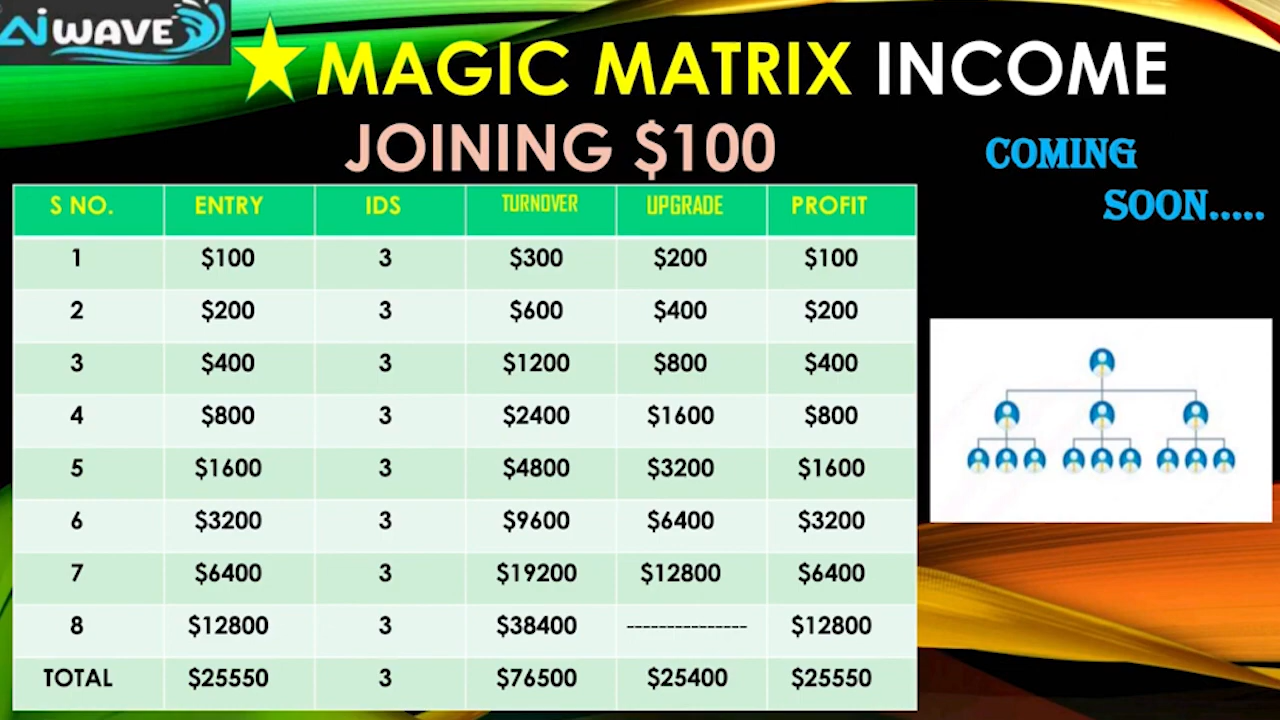 AiWAVE
MAGIC MATRIX INCOME
JOINING $100
COMING
SOON.....
S NO. ENTRY IDS TURNOVER UPGRADE PROFIT
1 $100 3 $300 $200 $100
2 $200 3 $600 $400 $200
3 $400 3 $1200 $800 $400
4 $800 3 $2400 $1600 $800
5 $1600 3 $4800 $3200 $1600
6 $3200 3 $9600 $6400 $3200
7 $6400 3 $19200 $12800 $6400
8 $12800 3 $38400 --------------- $12800
TOTAL $25550 3 $76500 $25400 $25550